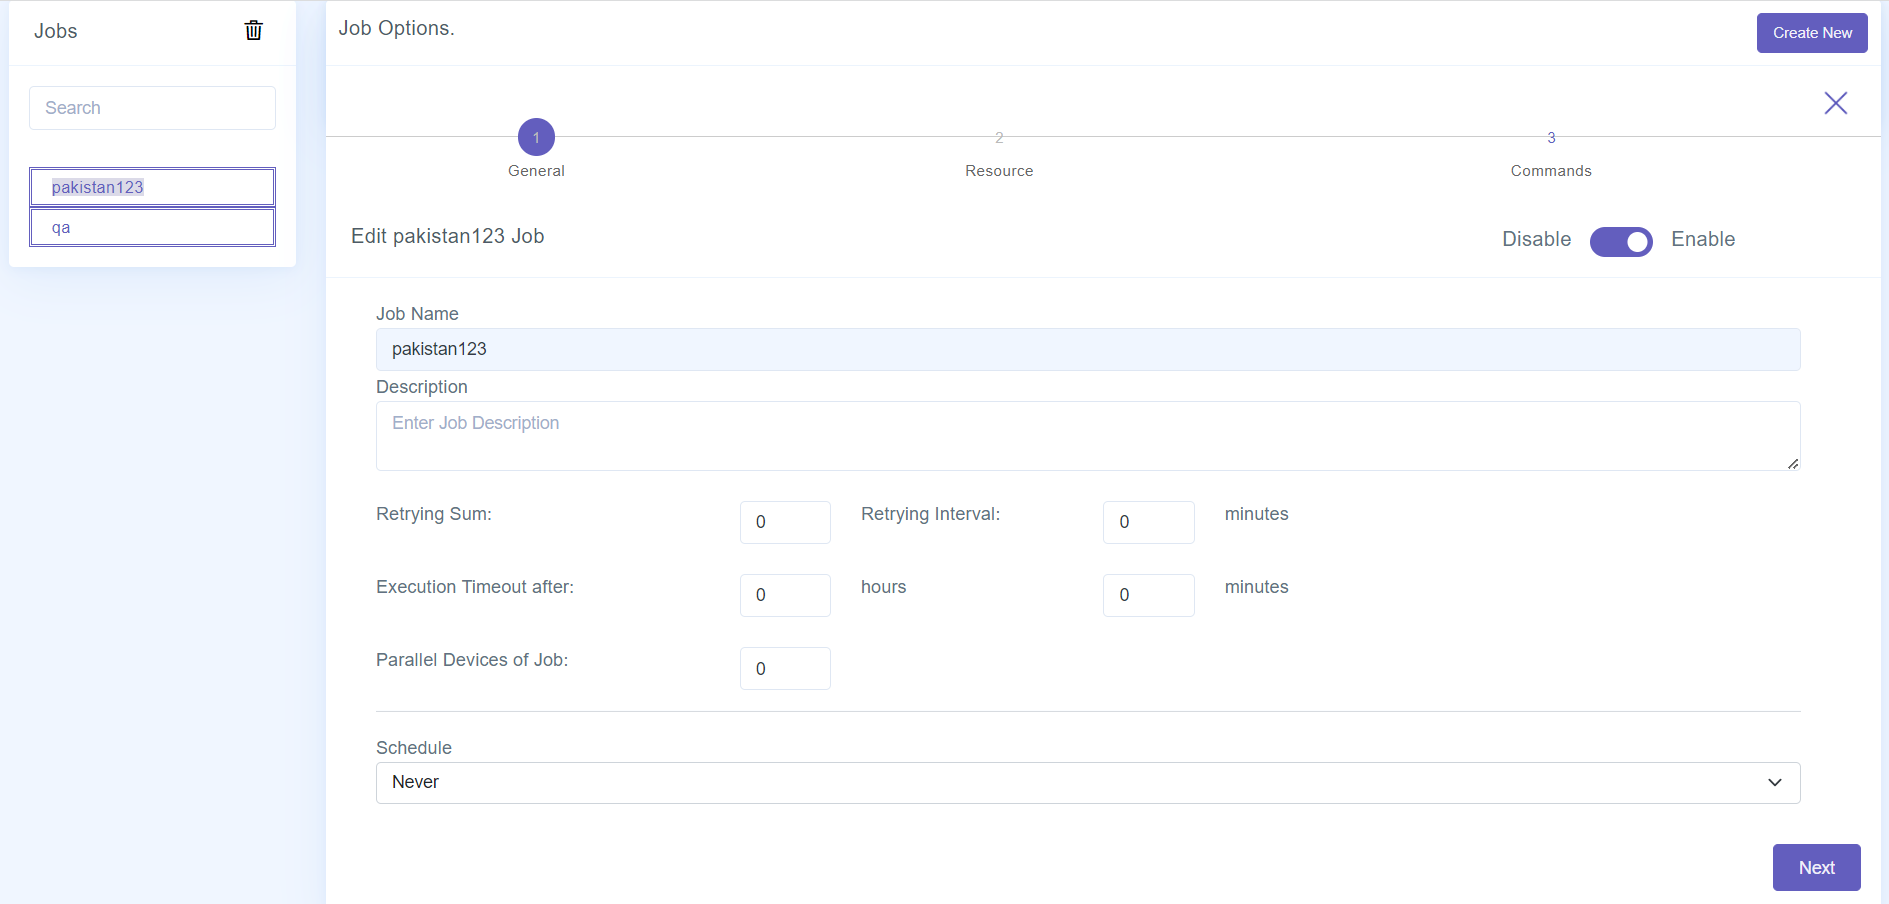 Jobs
Search
pakistan123
qa
Job Options.
Create New
1
General
2
Resource
3
Commands
Edit pakistan123 Job
Disable
Enable
Job Name
pakistan123
Description
Enter Job Description
Retrying Sum: 0 Retrying Interval: 0 minutes
Execution Timeout after: 0 hours 0 minutes
Parallel Devices of Job: 0
Schedule
Never
Next